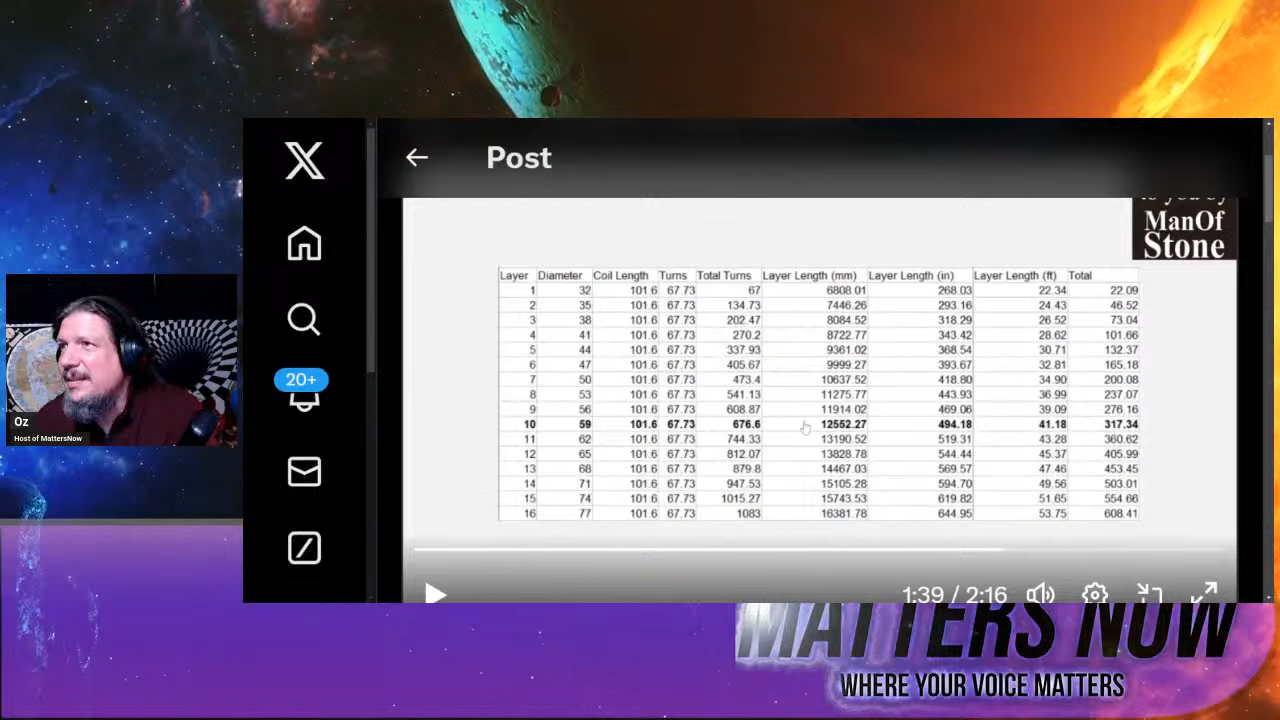 Post
ManOf
Stone
Layer Diameter Coil Length Turns Total Turns Layer Length (mm) Layer Length (in) Layer Length (ft) Total
1 32 101.6 67.73 67 6808.01 268.03 22.34 22.09
2 35 101.6 67.73 134.73 7446.26 293.16 24.43 46.52
3 38 101.6 67.73 202.47 8084.52 318.29 26.52 73.04
4 41 101.6 67.73 270.2 8722.77 343.42 28.62 101.66
5 44 101.6 67.73 337.93 9361.02 368.54 30.71 132.37
6 47 101.6 67.73 405.67 9999.27 393.67 32.81 165.18
7 50 101.6 67.73 473.4 10637.52 418.80 34.90 200.08
8 53 101.6 67.73 541.13 11275.77 443.93 36.99 237.07
9 56 101.6 67.73 608.87 11914.02 469.06 39.09 276.16
10 59 101.6 67.73 676.6 12552.27 494.18 41.18 317.34
11 62 101.6 67.73 744.33 13190.52 519.31 43.28 360.62
12 65 101.6 67.73 812.07 13828.78 544.44 45.37 405.99
13 68 101.6 67.73 879.8 14467.03 569.57 47.46 453.45
14 71 101.6 67.73 947.53 15105.28 594.70 49.56 503.01
15 74 101.6 67.73 1015.27 15743.53 619.82 51.65 554.66
16 77 101.6 67.73 1083 16381.78 644.95 53.75 608.41
20+
Oz
Host of MattersNow
1:39 / 2:16
MATTERS NOW
WHERE YOUR VOICE MATTERS